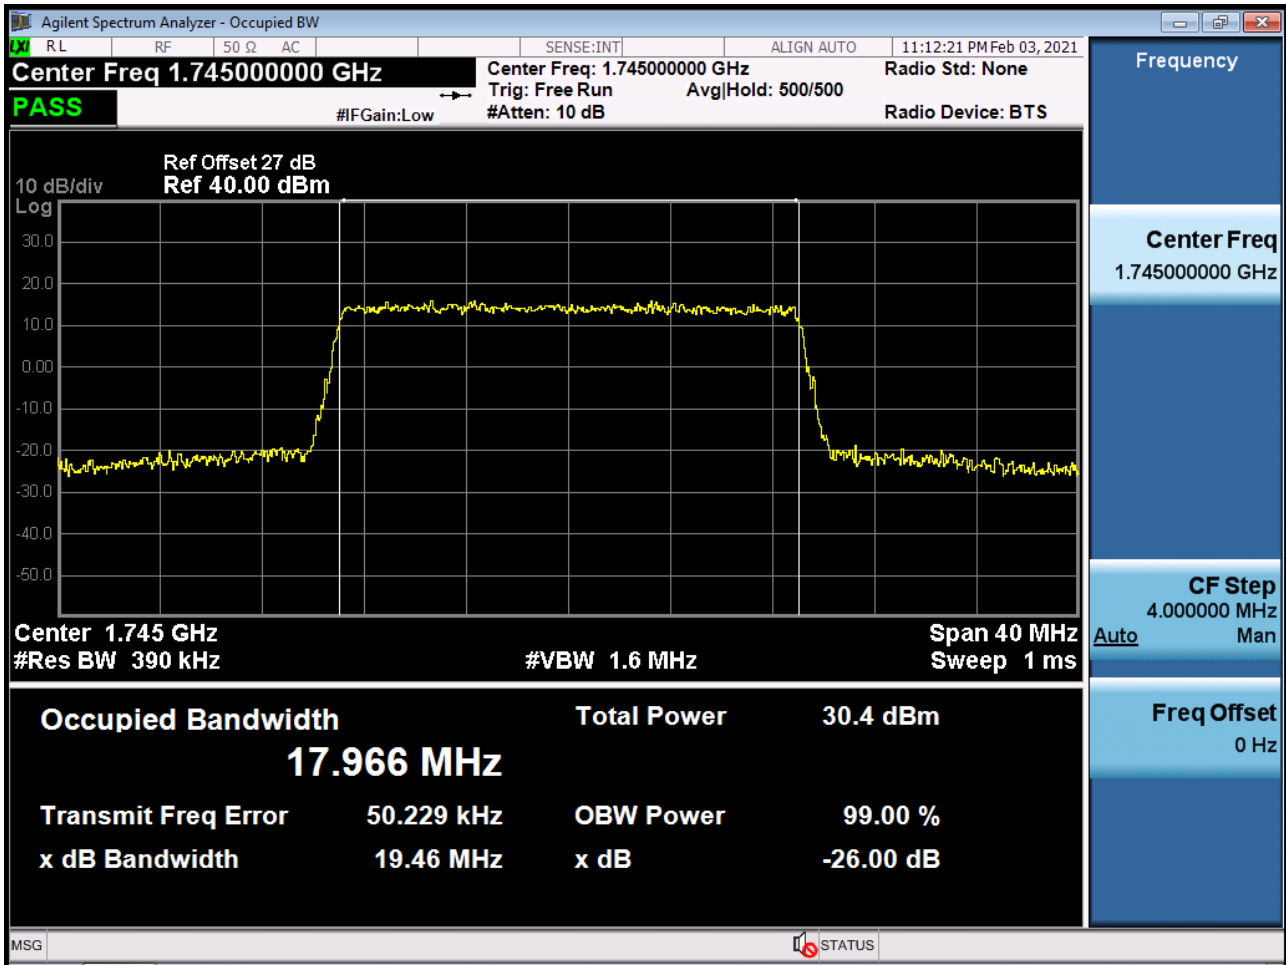 Agilent Spectrum Analyzer - Occupied BW
LXI RL RF 50 Ω AC SENSE:INT ALIGN AUTO 11:12:21 PM Feb 03, 2021
Center Freq 1.745000000 GHz
PASS
#IFGain:Low
Center Freq: 1.745000000 GHz
Trig: Free Run Avg|Hold: 500/500
#Atten: 10 dB
Radio Std: None
Radio Device: BTS
Ref Offset 27 dB
10 dB/div Ref 40.00 dBm
Log
30.0
20.0
10.0
0.00
-10.0
-20.0
-30.0
-40.0
-50.0
Center 1.745 GHz Span 40 MHz
#Res BW 390 kHz #VBW 1.6 MHz Sweep 1 ms
Occupied Bandwidth Total Power 30.4 dBm
17.966 MHz
Transmit Freq Error 50.229 kHz OBW Power 99.00 %
x dB Bandwidth 19.46 MHz x dB -26.00 dB
MSG STATUS
Frequency
Center Freq
1.745000000 GHz
CF Step
4.000000 MHz
Auto Man
Freq Offset
0 Hz